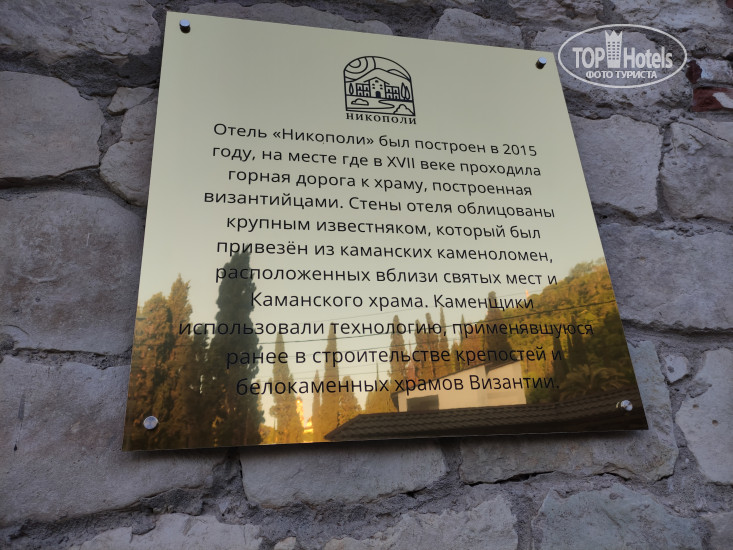 TOP Hotels
ФОТО ТУРИСТА
НИКОПОЛИ
Отель «Никополи» был построен в 2015
году, на месте где в XVII веке проходила
горная дорога к храму, построенная
византийцами. Стены отеля облицованы
крупным известняком, который был
привезён из каманских каменоломен,
расположенных вблизи святых мест и
Каманского храма. Каменщики
использовали технологию, применявшуюся
ранее в строительстве крепостей и
белокаменных храмов Византии.